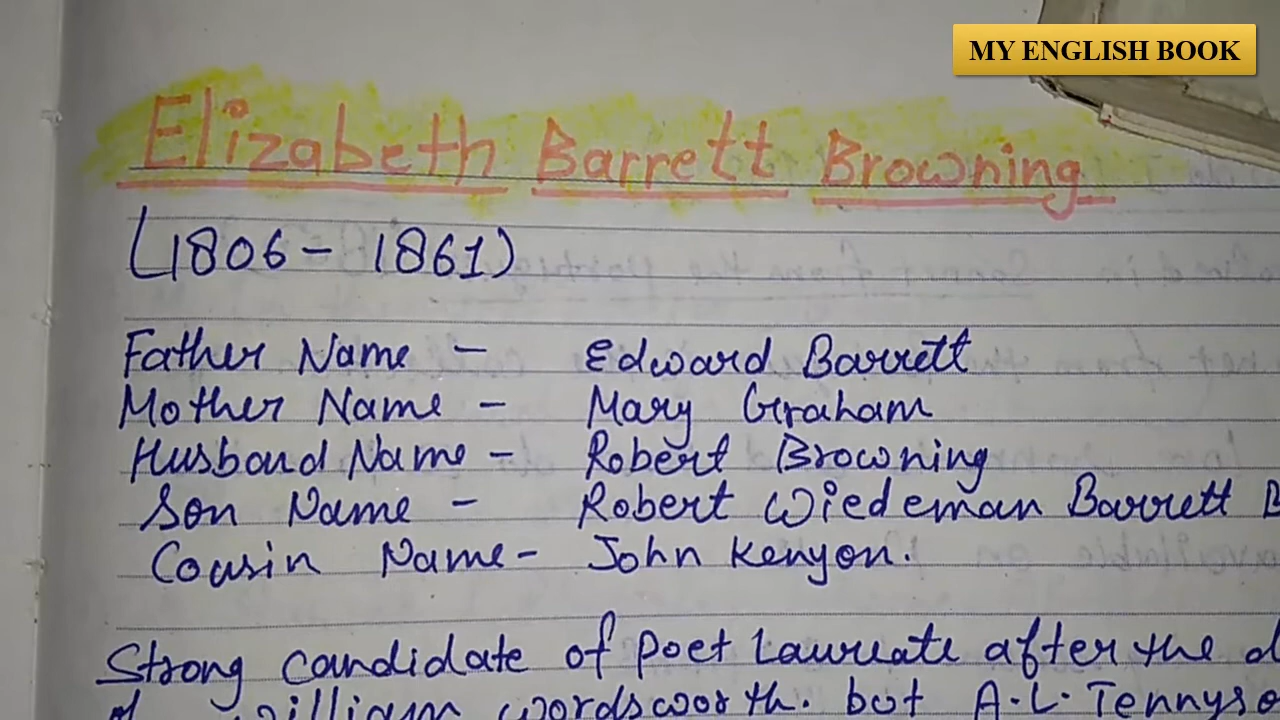 MY ENGLISH BOOK
Elizabeth Barrett Browning
(1806 - 1861)
Father Name - Edward Barrett
Mother Name - Mary Graham
Husband Name - Robert Browning
Son Name - Robert Wiedeman Barrett B
Cousin Name - John Kenyon.
Strong candidate of Poet Laureate after the d
of william wordsworth. but A.L. Tennyso